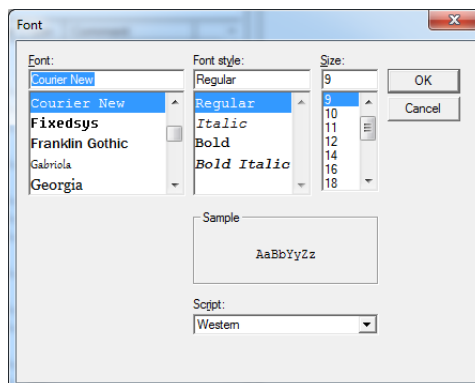 Font
Font:
Font style:
Size:
Courier New
Regular
9
OK
Courier New
Fixedsys
Franklin Gothic
Gabriola
Georgia
Regular
Italic
Bold
Bold Italic
9
10
11
12
14
16
18
Cancel
Sample
AaBbYyZz
Script:
Western